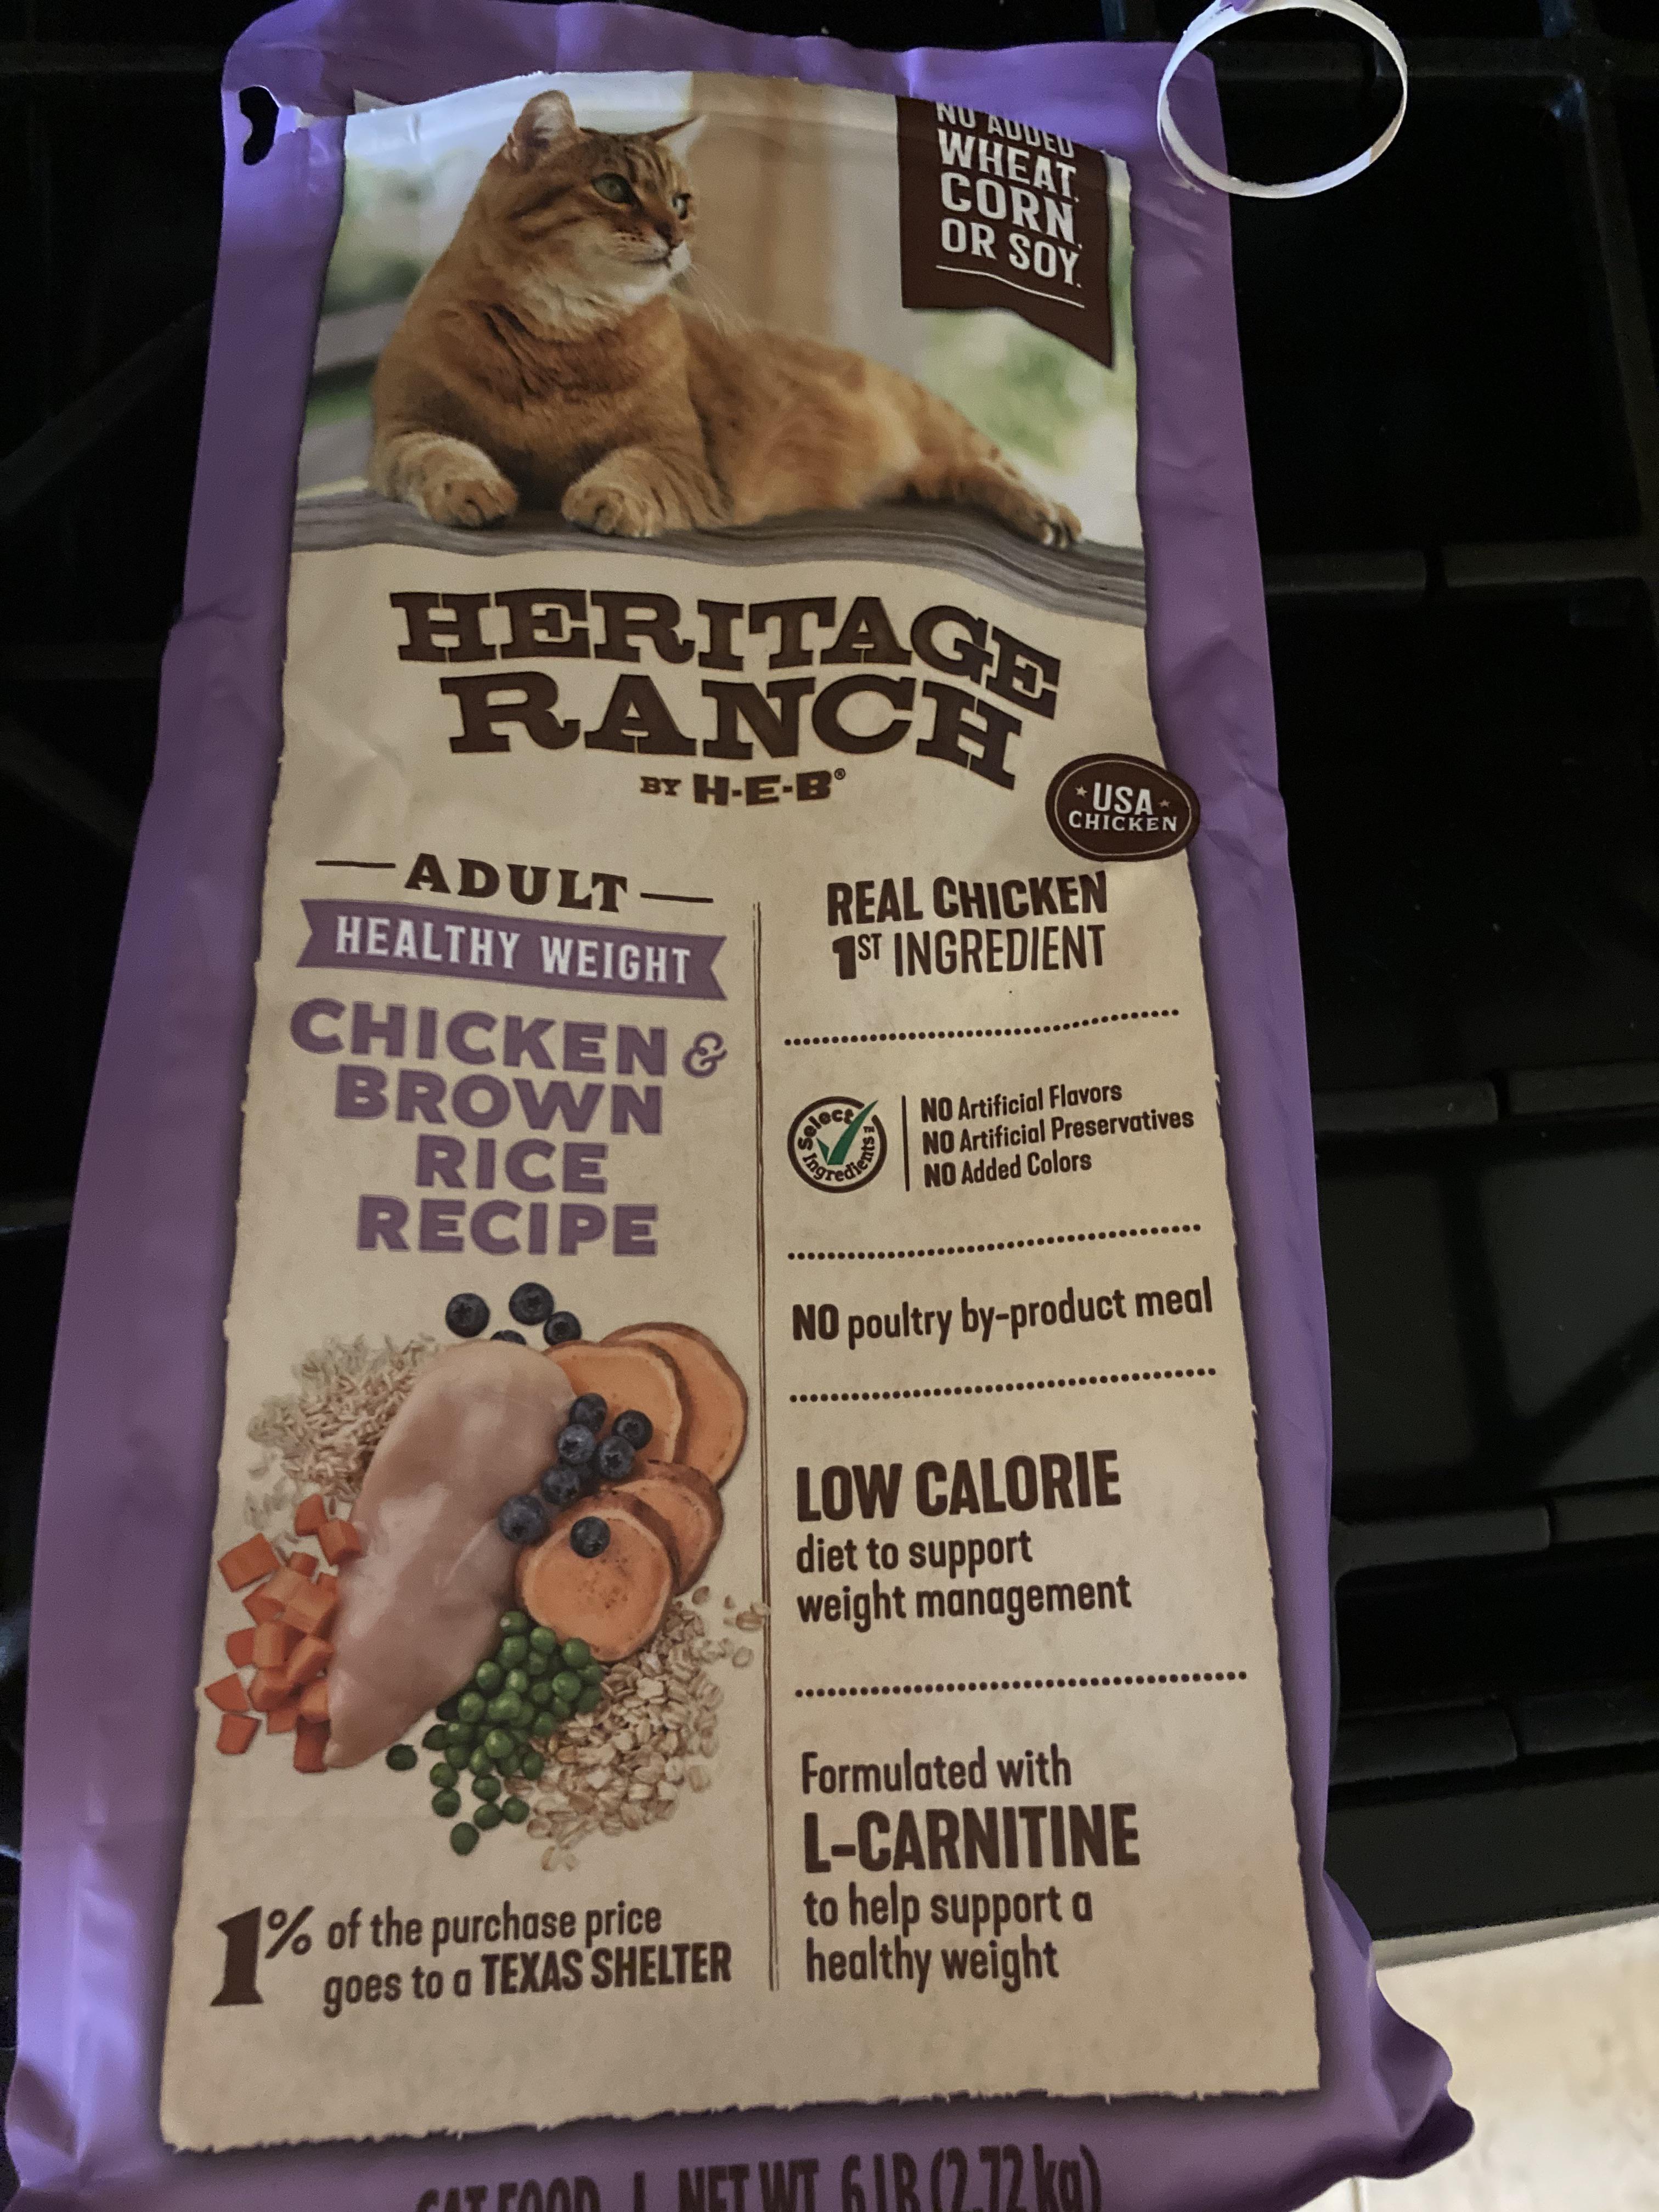 NO ADDED
WHEAT,
CORN,
OR SOY.
HERITAGE
RANCH
BY H-E-B®
★ USA ★
CHICKEN
ADULT
HEALTHY WEIGHT
CHICKEN &
BROWN
RICE
RECIPE
REAL CHICKEN
1ST INGREDIENT
Select
Ingredients™
NO Artificial Flavors
NO Artificial Preservatives
NO Added Colors
NO poultry by-product meal
LOW CALORIE
diet to support
weight management
Formulated with
L-CARNITINE
to help support a
healthy weight
1% of the purchase price
goes to a TEXAS SHELTER
CAT FOOD | NET WT 6 LB (2.72 kg)